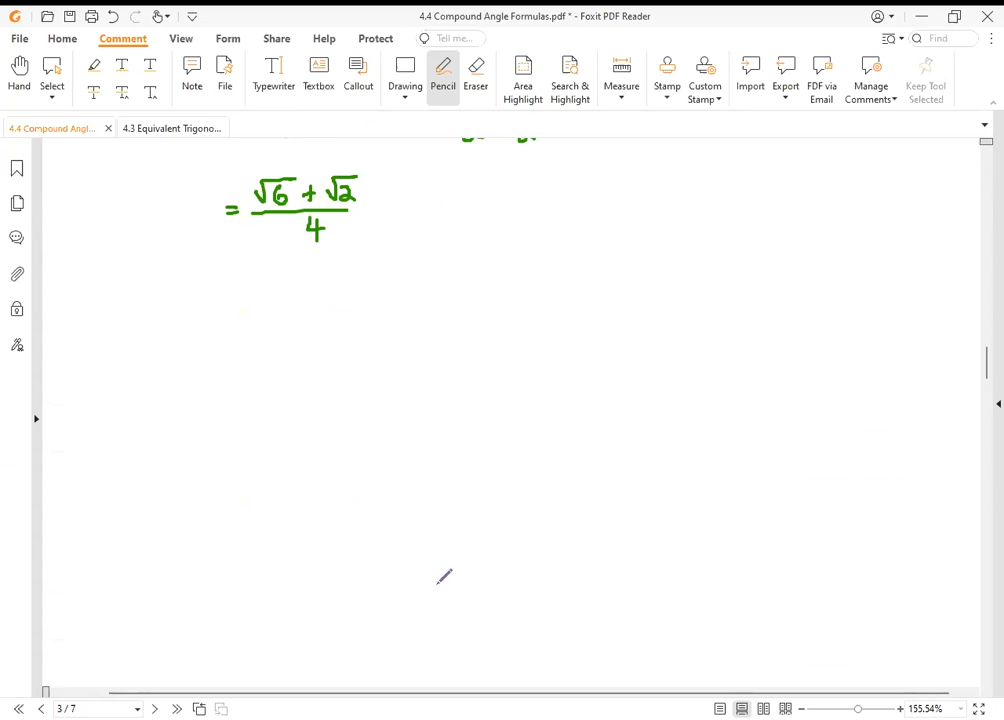 4.4 Compound Angle Formulas.pdf * - Foxit PDF Reader
File Home Comment View Form Share Help Protect Tell me... Find
Hand Select Note File Typewriter Textbox Callout Drawing Pencil Eraser Area Highlight Search & Highlight Measure Stamp Custom Stamp Import Export FDF via Email Manage Comments Keep Tool Selected
4.4 Compound Angl... 4.3 Equivalent Trigono...
= (√6 + √2) / 4
3 / 7 155.54%